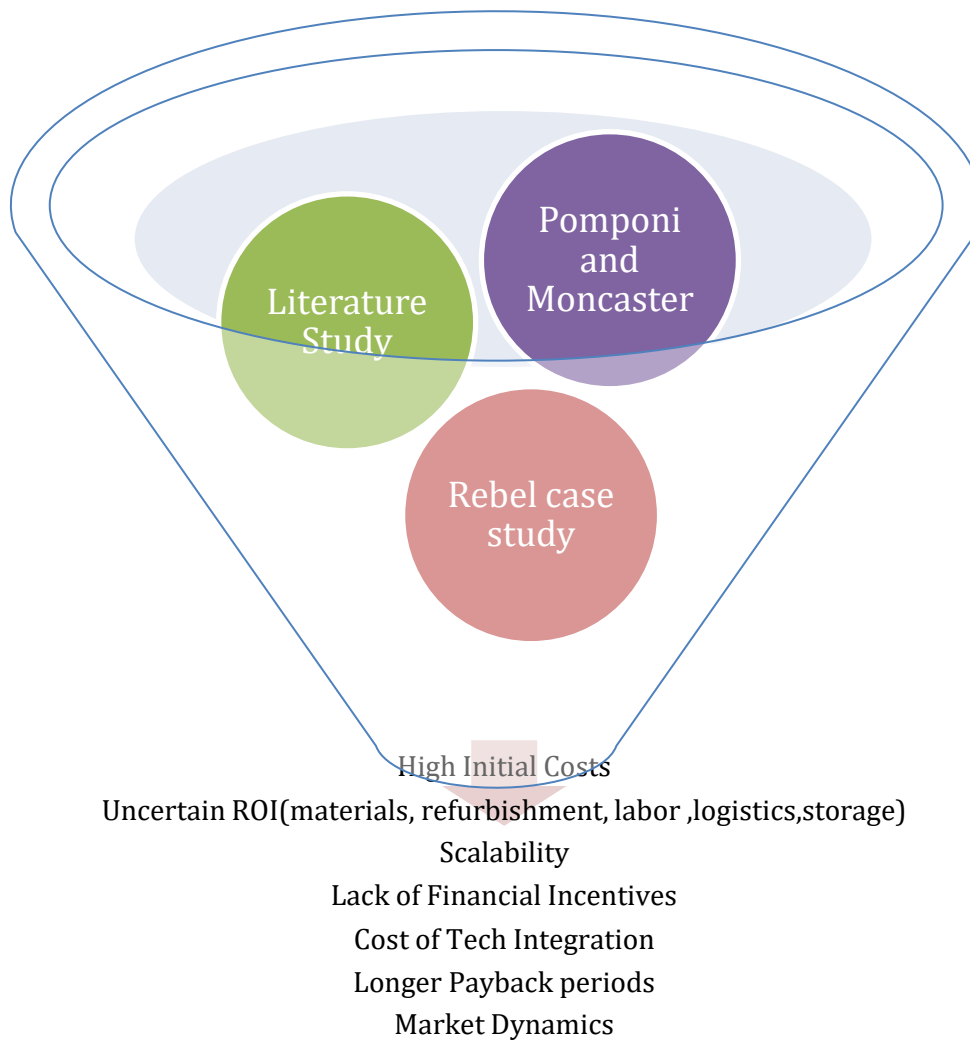 Pomponi
and
Moncaster
Literature
Study
Rebel case
study
High Initial Costs
Uncertain ROI(materials, refurbishment, labor ,logistics,storage)
Scalability
Lack of Financial Incentives
Cost of Tech Integration
Longer Payback periods
Market Dynamics